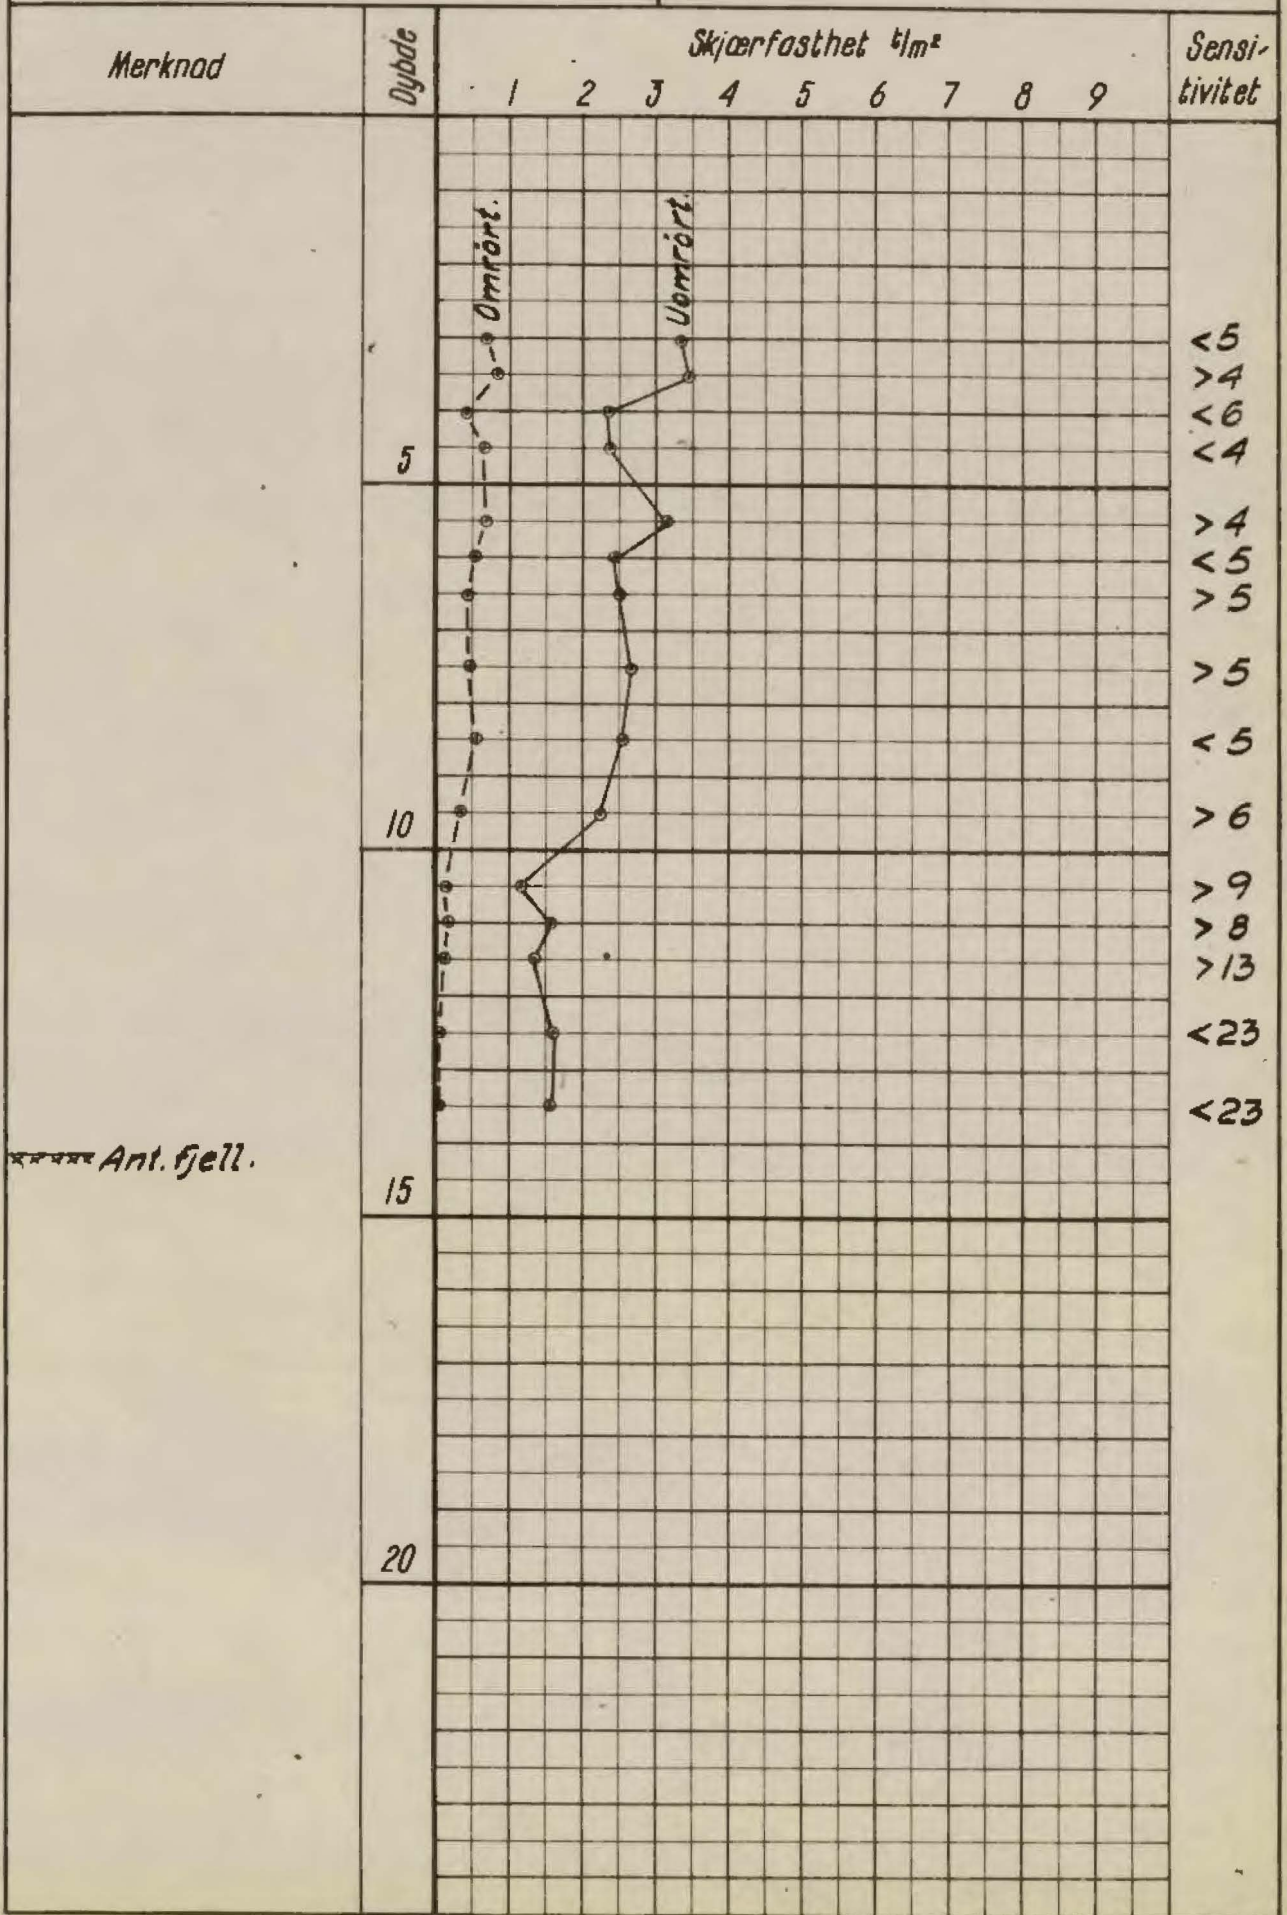 Merknad
Dybde
Skjærfasthet t/m²
1 2 3 4 5 6 7 8 9
Sensi-
tivitet
Omrört.
Uomrört.
<5
>4
<6
<4
5
>4
<5
>5
>5
<5
>6
10
>9
>8
>13
<23
<23
Ant. fjell.
15
20